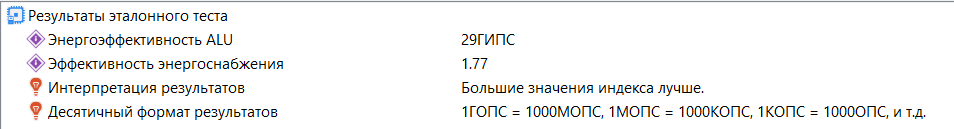 Результаты эталонного теста
Энергоэффективность ALU 29ГИПС
Эффективность энергоснабжения 1.77
Интерпретация результатов Большие значения индекса лучше.
Десятичный формат результатов 1ГОПС = 1000МОПС, 1МОПС = 1000КОПС, 1КОПС = 1000ОПС, и т.д.